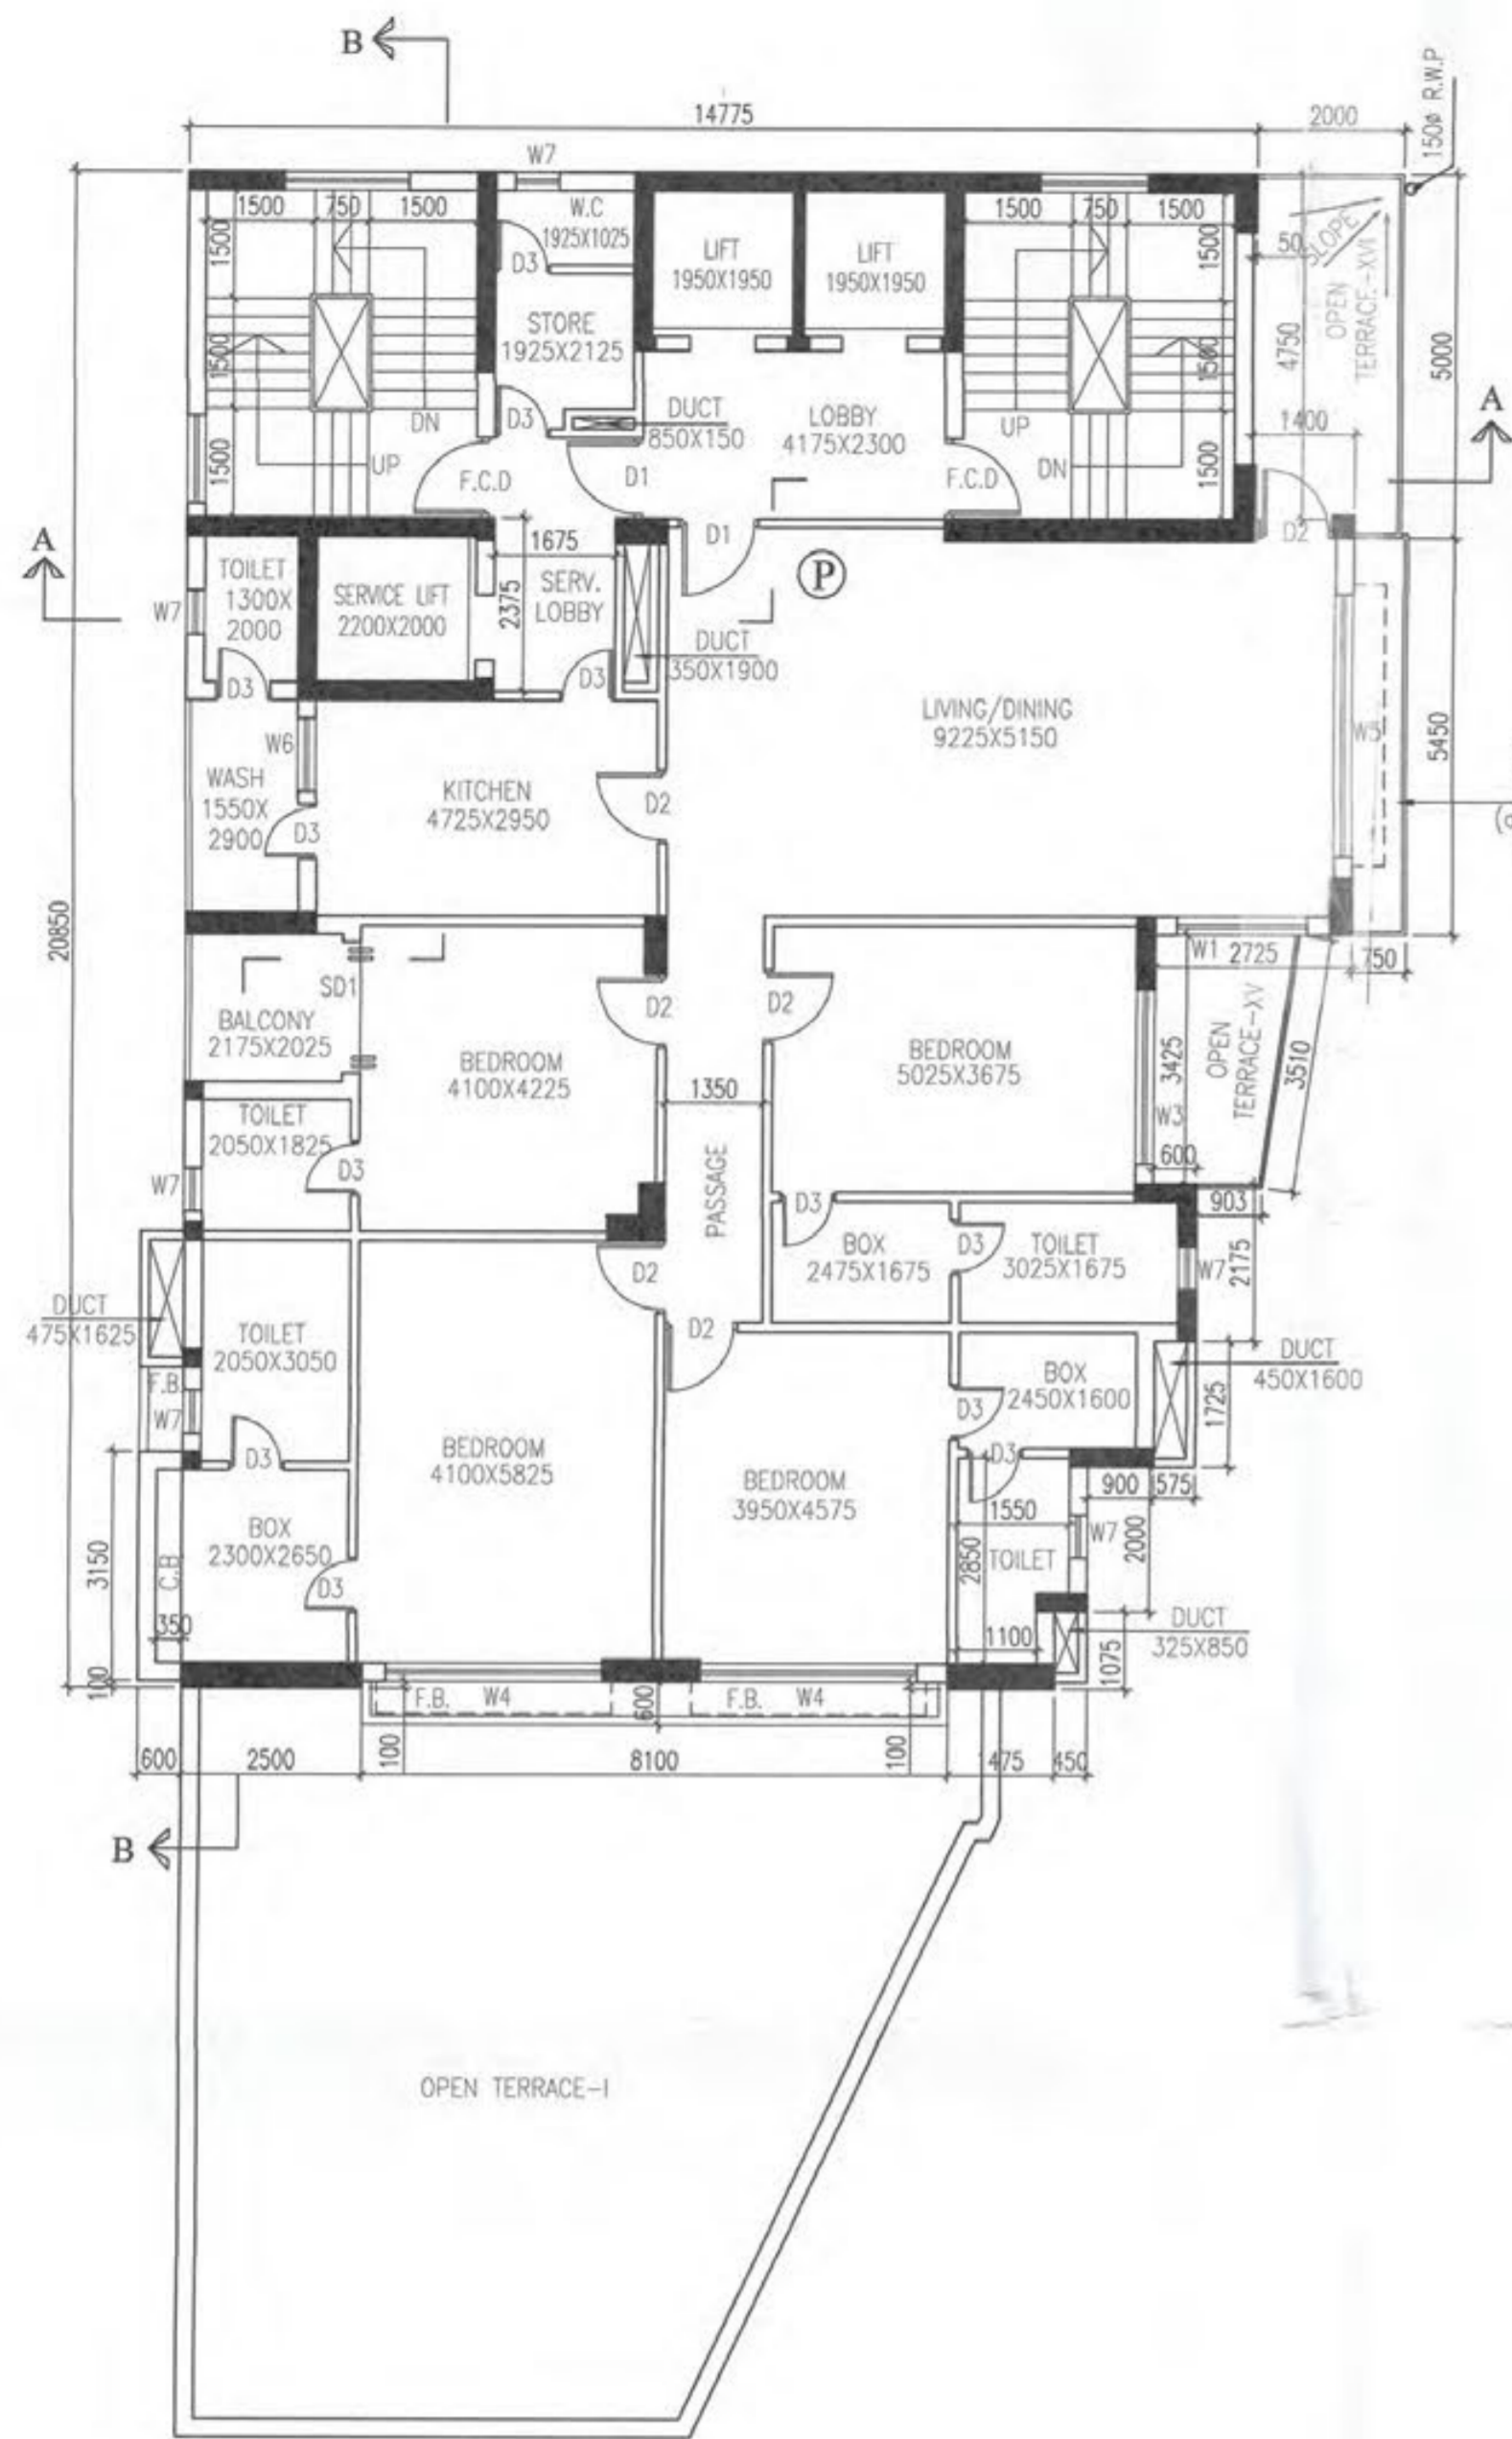 B
14775
2000
150ø R.W.P
W7
1500
750
1500
W.C
1925X1025
LIFT
1950X1950
LIFT
1950X1950
1500
750
1500
50
SLOPE
OPEN
TERRACE-XVI
1500
1500
1500
D3
STORE
1925X2125
D3
DUCT
850X150
LOBBY
4175X2300
1500
1500
1500
4750
5000
1400
A
DN
UP
F.C.D
D1
F.C.D
UP
DN
D1
D2
P
A
W7
TOILET
1300X
2000
SERVICE LIFT
2200X2000
1675
2375
SERV.
LOBBY
DUCT
350X1900
D3
D3
LIVING/DINING
9225X5150
W5
5450
W6
WASH
1550X
2900
D3
KITCHEN
4725X2950
D2
20850
SD1
BALCONY
2175X2025
D2
D2
W1
2725
750
BEDROOM
4100X4225
BEDROOM
5025X3675
OPEN
TERRACE-XV
3425
3510
1350
W3
600
TOILET
2050X1825
D3
W7
PASSAGE
903
D3
BOX
2475X1675
D3
TOILET
3025X1675
W7
2175
D2
DUCT
475X1625
TOILET
2050X3050
D2
F.B.
W7
D3
BOX
2450X1600
D3
DUCT
450X1600
1725
BEDROOM
4100X5825
BEDROOM
3950X4575
D3
900
575
1550
2850
TOILET
W7
2000
3150
C.B
BOX
2300X2650
D3
350
100
1100
DUCT
325X850
1075
F.B.
W4
600
F.B.
W4
600
2500
100
8100
100
1475
450
B
OPEN TERRACE-I